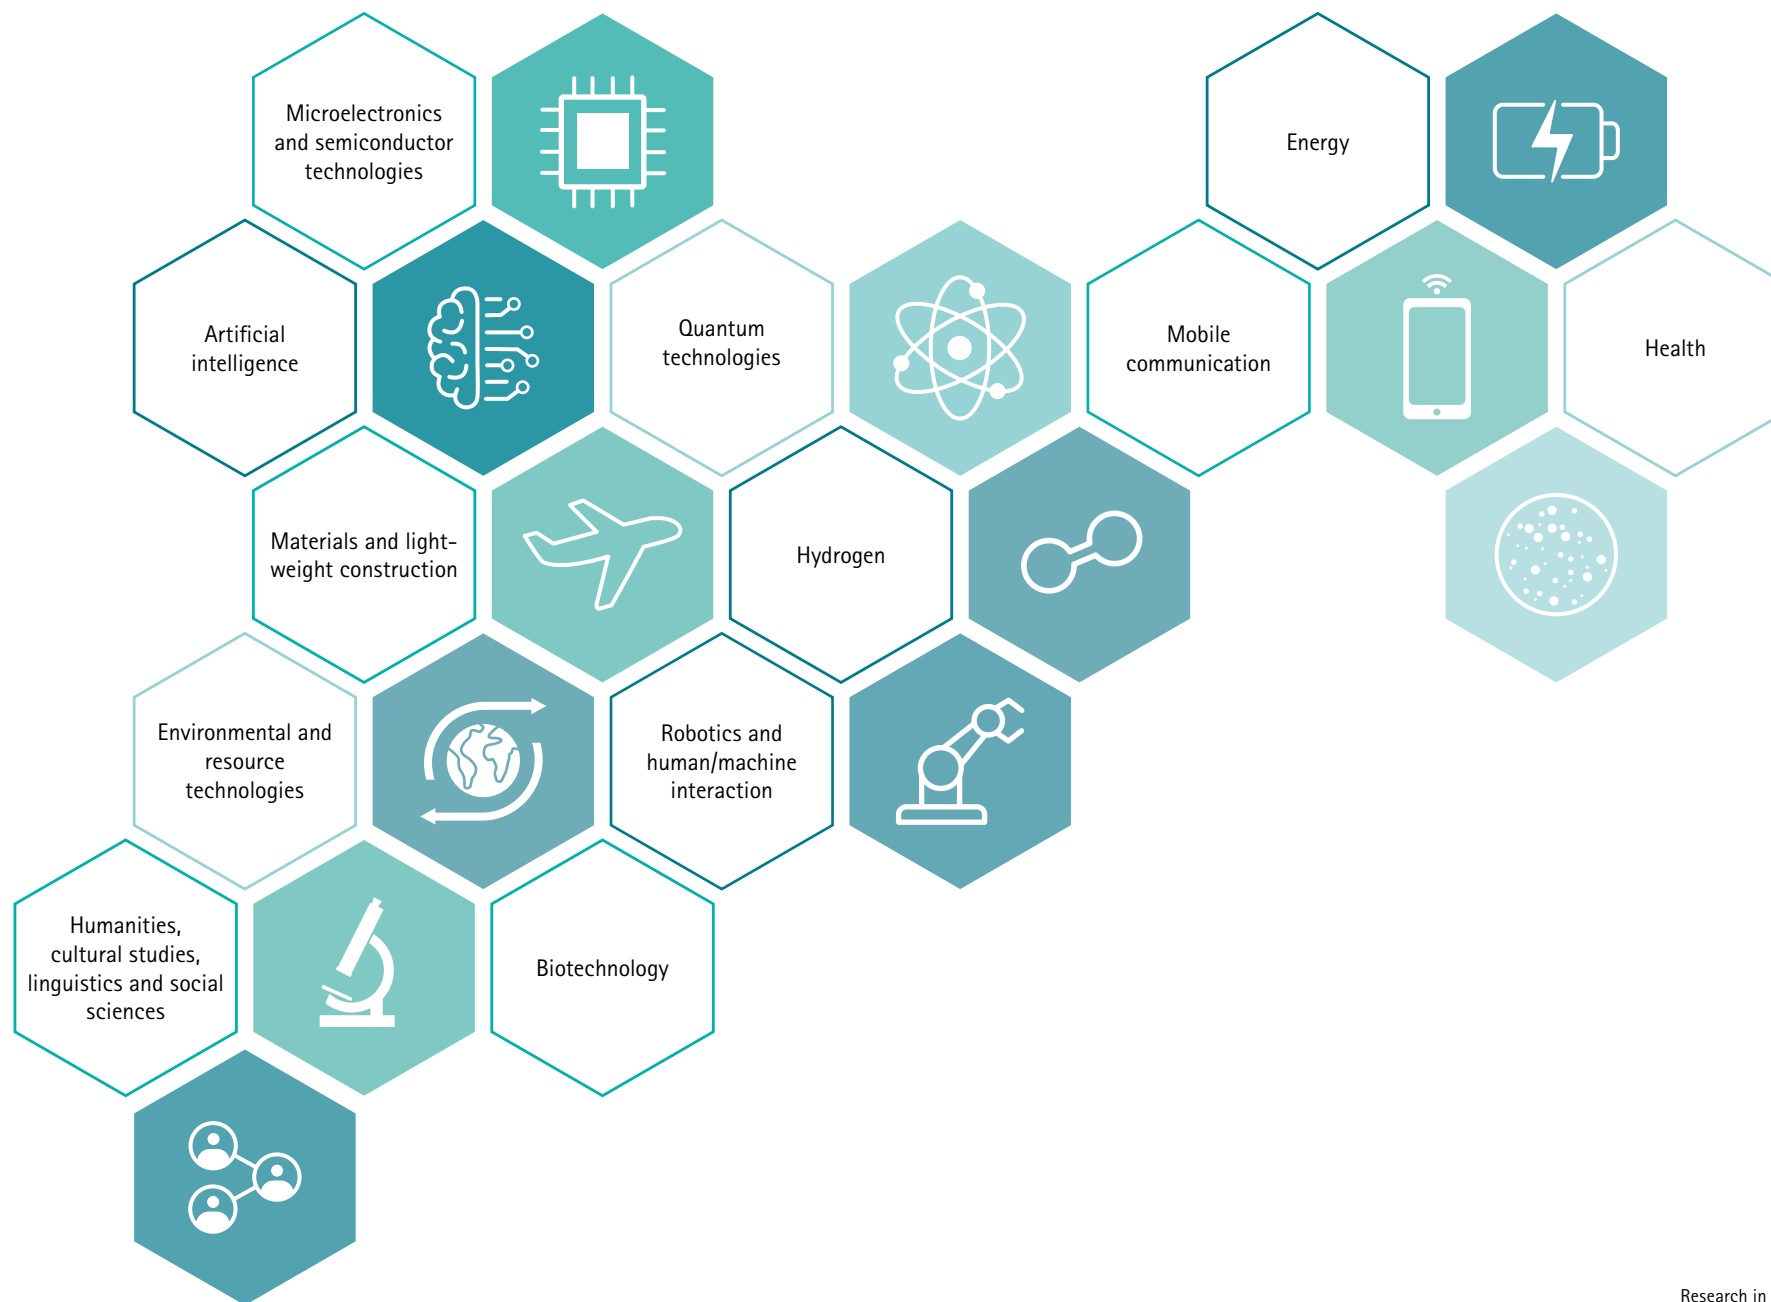 Microelectronics
and semiconductor
technologies
Energy
Artificial
intelligence
Quantum
technologies
Mobile
communication
Health
Materials and light-
weight construction
Hydrogen
Environmental and
resource
technologies
Robotics and
human/machine
interaction
Humanities,
cultural studies,
linguistics and social
sciences
Biotechnology
Research in